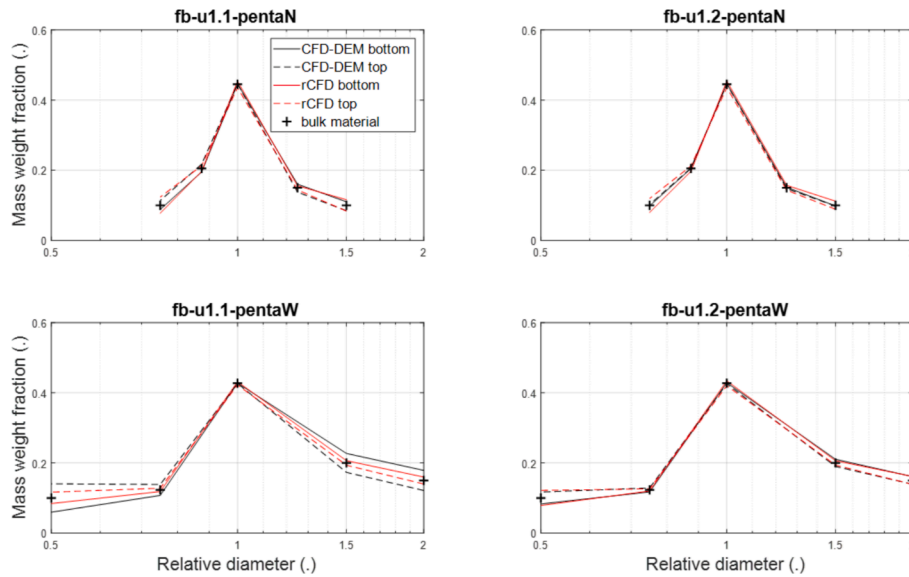 fb-u1.1-pentaN
fb-u1.2-pentaN
Mass weight fraction (.)
0.6
0.4
0.2
0
CFD-DEM bottom
CFD-DEM top
rCFD bottom
rCFD top
bulk material
0.5
1
1.5
2
0.6
0.4
0.2
0
0.5
1
1.5
fb-u1.1-pentaW
fb-u1.2-pentaW
Mass weight fraction (.)
0.6
0.4
0.2
0
0.5
1
1.5
2
Relative diameter (.)
0.6
0.4
0.2
0
0.5
1
1.5
Relative diameter (.)